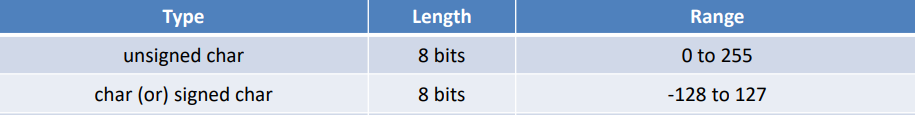 Type Length Range
unsigned char 8 bits 0 to 255
char (or) signed char 8 bits -128 to 127